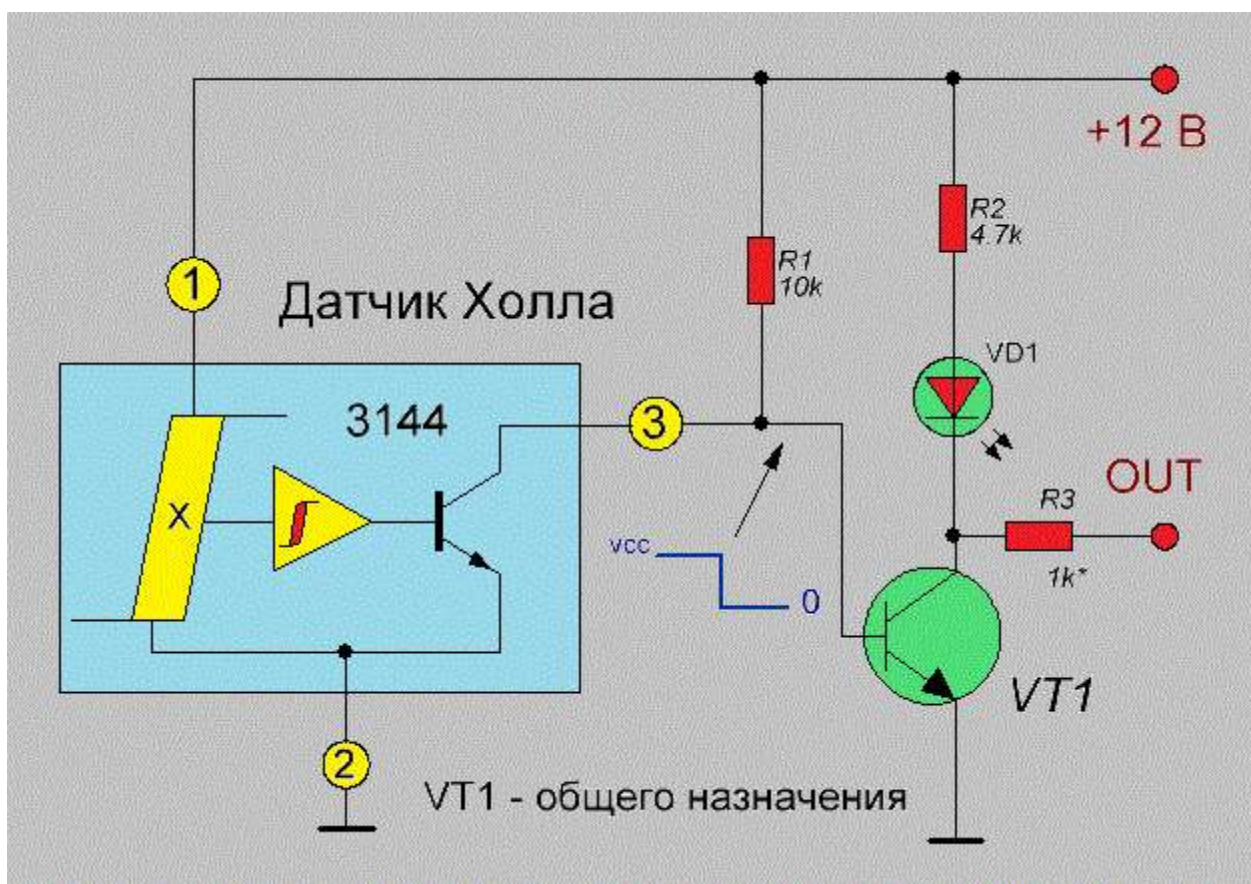 +12 В
R2
4.7k
R1
10k
1
Датчик Холла
VD1
3144
3
OUT
R3
X
vcc
0
1k*
VT1
2
VT1 - общего назначения